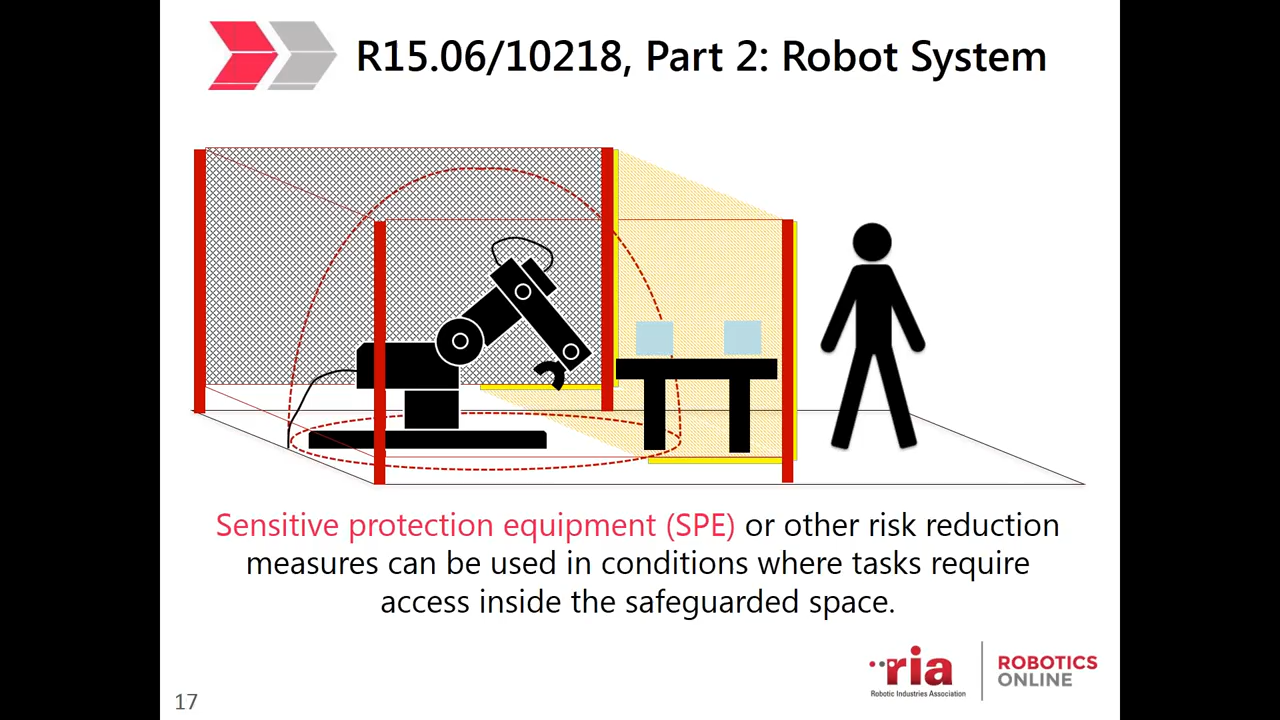 R15.06/10218, Part 2: Robot System
Sensitive protection equipment (SPE) or other risk reduction
measures can be used in conditions where tasks require
access inside the safeguarded space.
ria
Robotic Industries Association
ROBOTICS
ONLINE
17